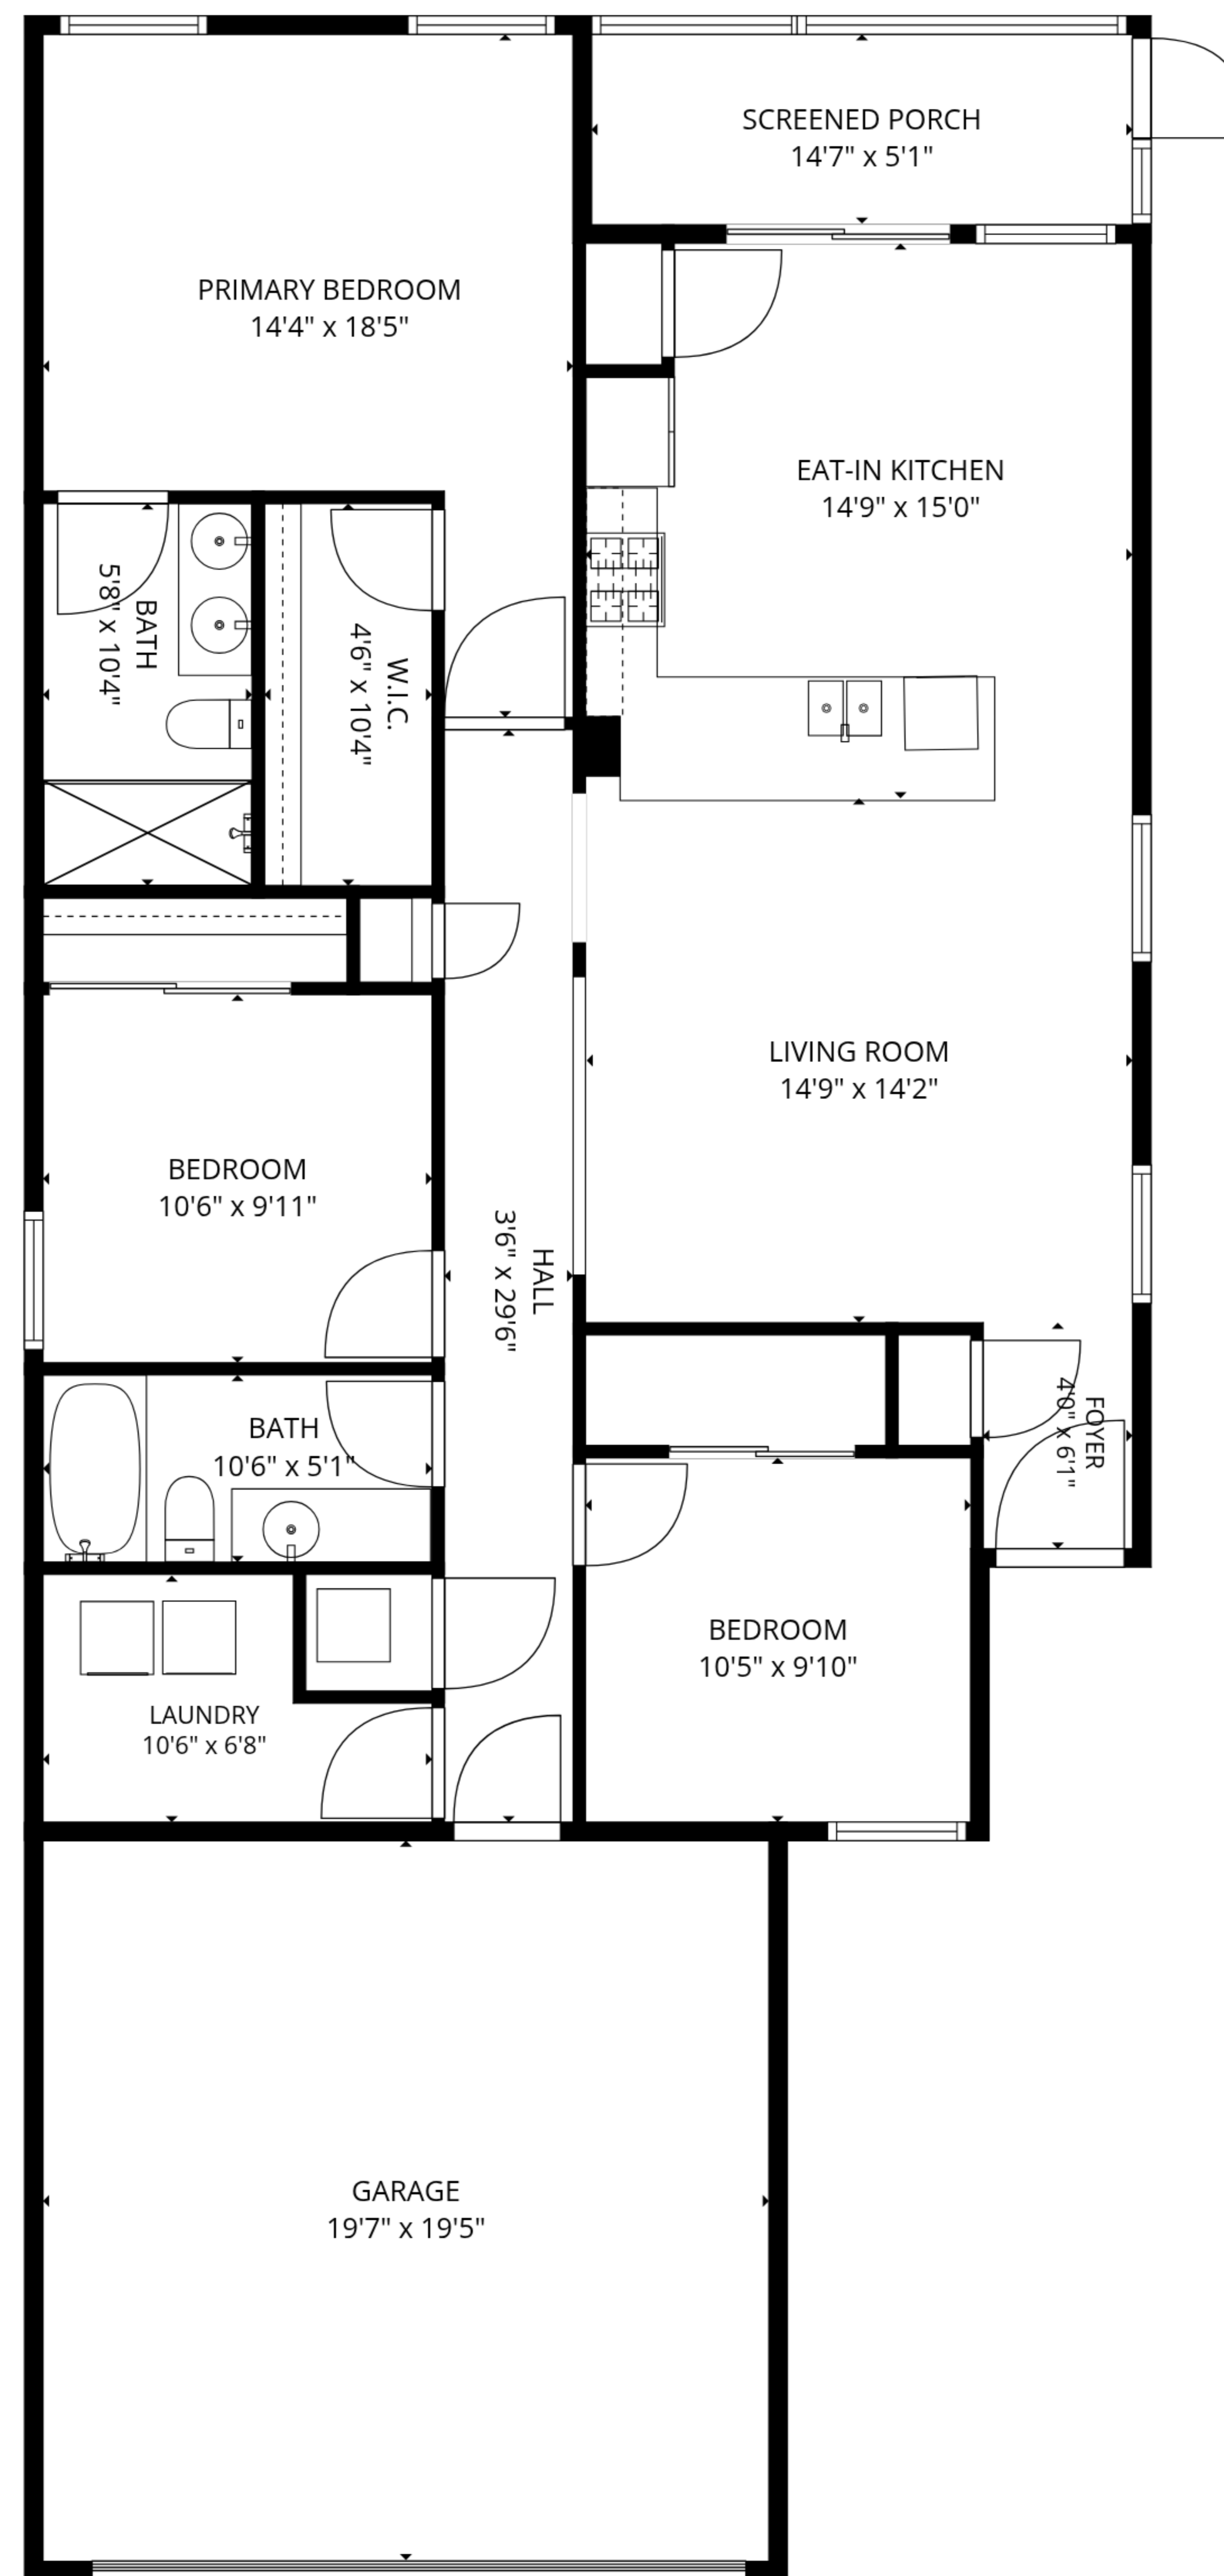 SCREENED PORCH
14'7" x 5'1"
PRIMARY BEDROOM
14'4" x 18'5"
EAT-IN KITCHEN
14'9" x 15'0"
BATH
5'8" x 10'4"
W.I.C.
4'6" x 10'4"
LIVING ROOM
14'9" x 14'2"
BEDROOM
10'6" x 9'11"
HALL
3'6" x 29'6"
FOYER
4'0" x 6'1"
BATH
10'6" x 5'1"
BEDROOM
10'5" x 9'10"
LAUNDRY
10'6" x 6'8"
GARAGE
19'7" x 19'5"